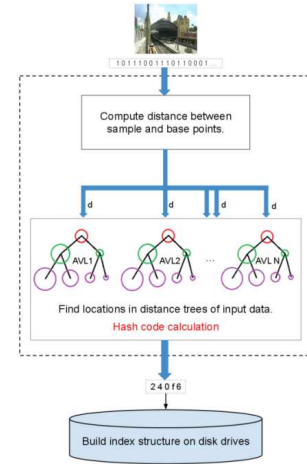 10111001110110001...
Compute distance between
sample and base points.
d d d d
AVL1 AVL2 ... AVL N
Find locations in distance trees of input data.
Hash code calculation
2 4 0 f 6
Build index structure on disk drives